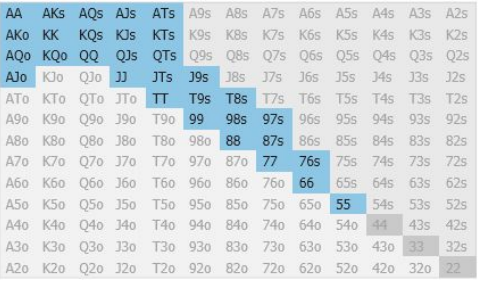 AA AKs AQs AJs ATs A9s A8s A7s A6s A5s A4s A3s A2s
AKo KK KQs KJs KTs K9s K8s K7s K6s K5s K4s K3s K2s
AQo KQo QQ QJs QTs Q9s Q8s Q7s Q6s Q5s Q4s Q3s Q2s
AJo KJo QJo JJ JTs J9s J8s J7s J6s J5s J4s J3s J2s
ATo KTo QTo JTo TT T9s T8s T7s T6s T5s T4s T3s T2s
A9o K9o Q9o J9o T9o 99 98s 97s 96s 95s 94s 93s 92s
A8o K8o Q8o J8o T8o 98o 88 87s 86s 85s 84s 83s 82s
A7o K7o Q7o J7o T7o 97o 87o 77 76s 75s 74s 73s 72s
A6o K6o Q6o J6o T6o 96o 86o 76o 66 65s 64s 63s 62s
A5o K5o Q5o J5o T5o 95o 85o 75o 65o 55 54s 53s 52s
A4o K4o Q4o J4o T4o 94o 84o 74o 64o 54o 44 43s 42s
A3o K3o Q3o J3o T3o 93o 83o 73o 63o 53o 43o 33 32s
A2o K2o Q2o J2o T2o 92o 82o 72o 62o 52o 42o 32o 22